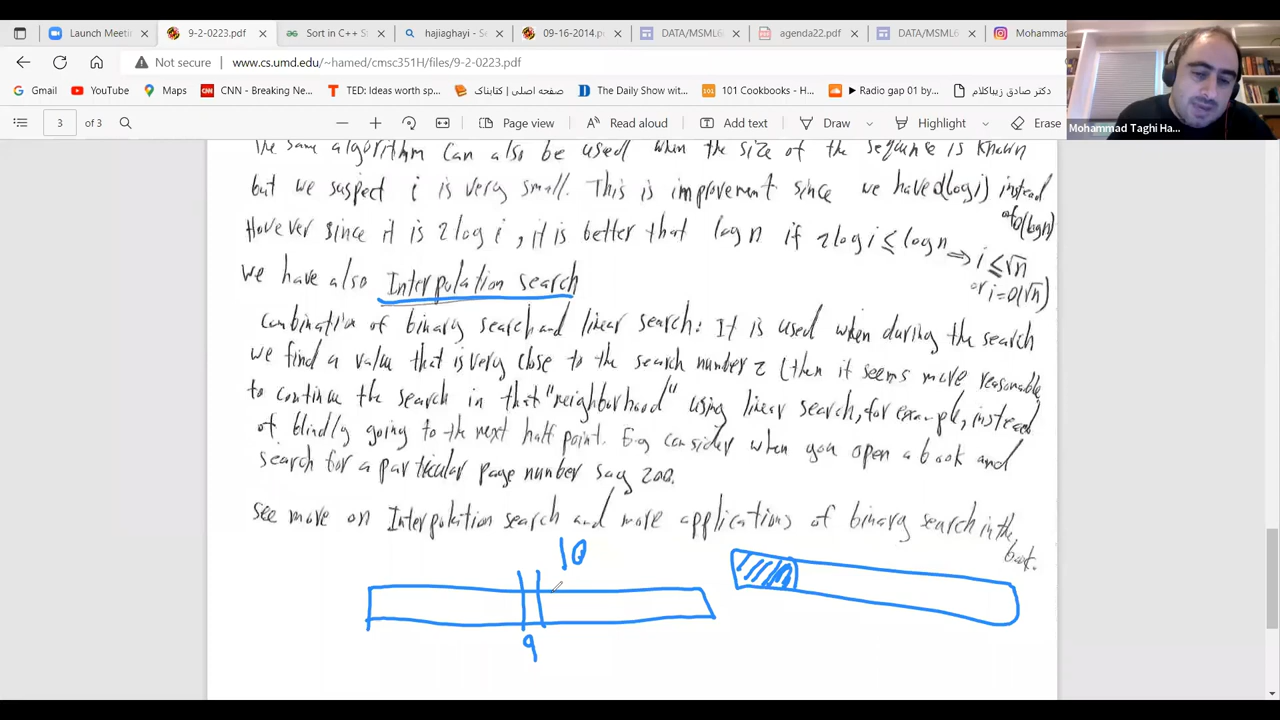 Launch Meeti
9-2-0223.pdf
Sort in C++ S
hajiaghayi - S
09-16-2014.p
DATA/MSML6
agenda22.pdf
DATA/MSML6
Mohamm
Not secure
www.cs.umd.edu/~hamed/cmsc351H/files/9-2-0223.pdf
Gmail
YouTube
Maps
CNN - Breaking Ne
TED: Ideas worth s
صفحه اصلی | کتابناک
The Daily Show wit
101 Cookbooks - H
Radio gap 01 by
دکتر صادق زیباکلام
3
of 3
Page view
Read aloud
Add text
Draw
Highlight
Erase
Mohammad Taghi Ha...
The same algorithm can also be used when the size of the sequence is known
but we suspect i is very small. This is improvement since we have O(log i) instead
of O(log n)
However since it is 2 log i, it is better that log n if 2 log i ≤ log n ⇒ i ≤ √n
or i = O(√n)
we have also Interpolation search
Combination of binary search and linear search: It is used when during the search
we find a value that is very close to the search number z (then it seems more reasonable
to continue the search in that "neighborhood" using linear search, for example, instead
of blindly going to the next half point. E.g consider when you open a book and
search for a particular page number say 200.
see more on Interpolation search and more applications of binary search in the
book.
10
9